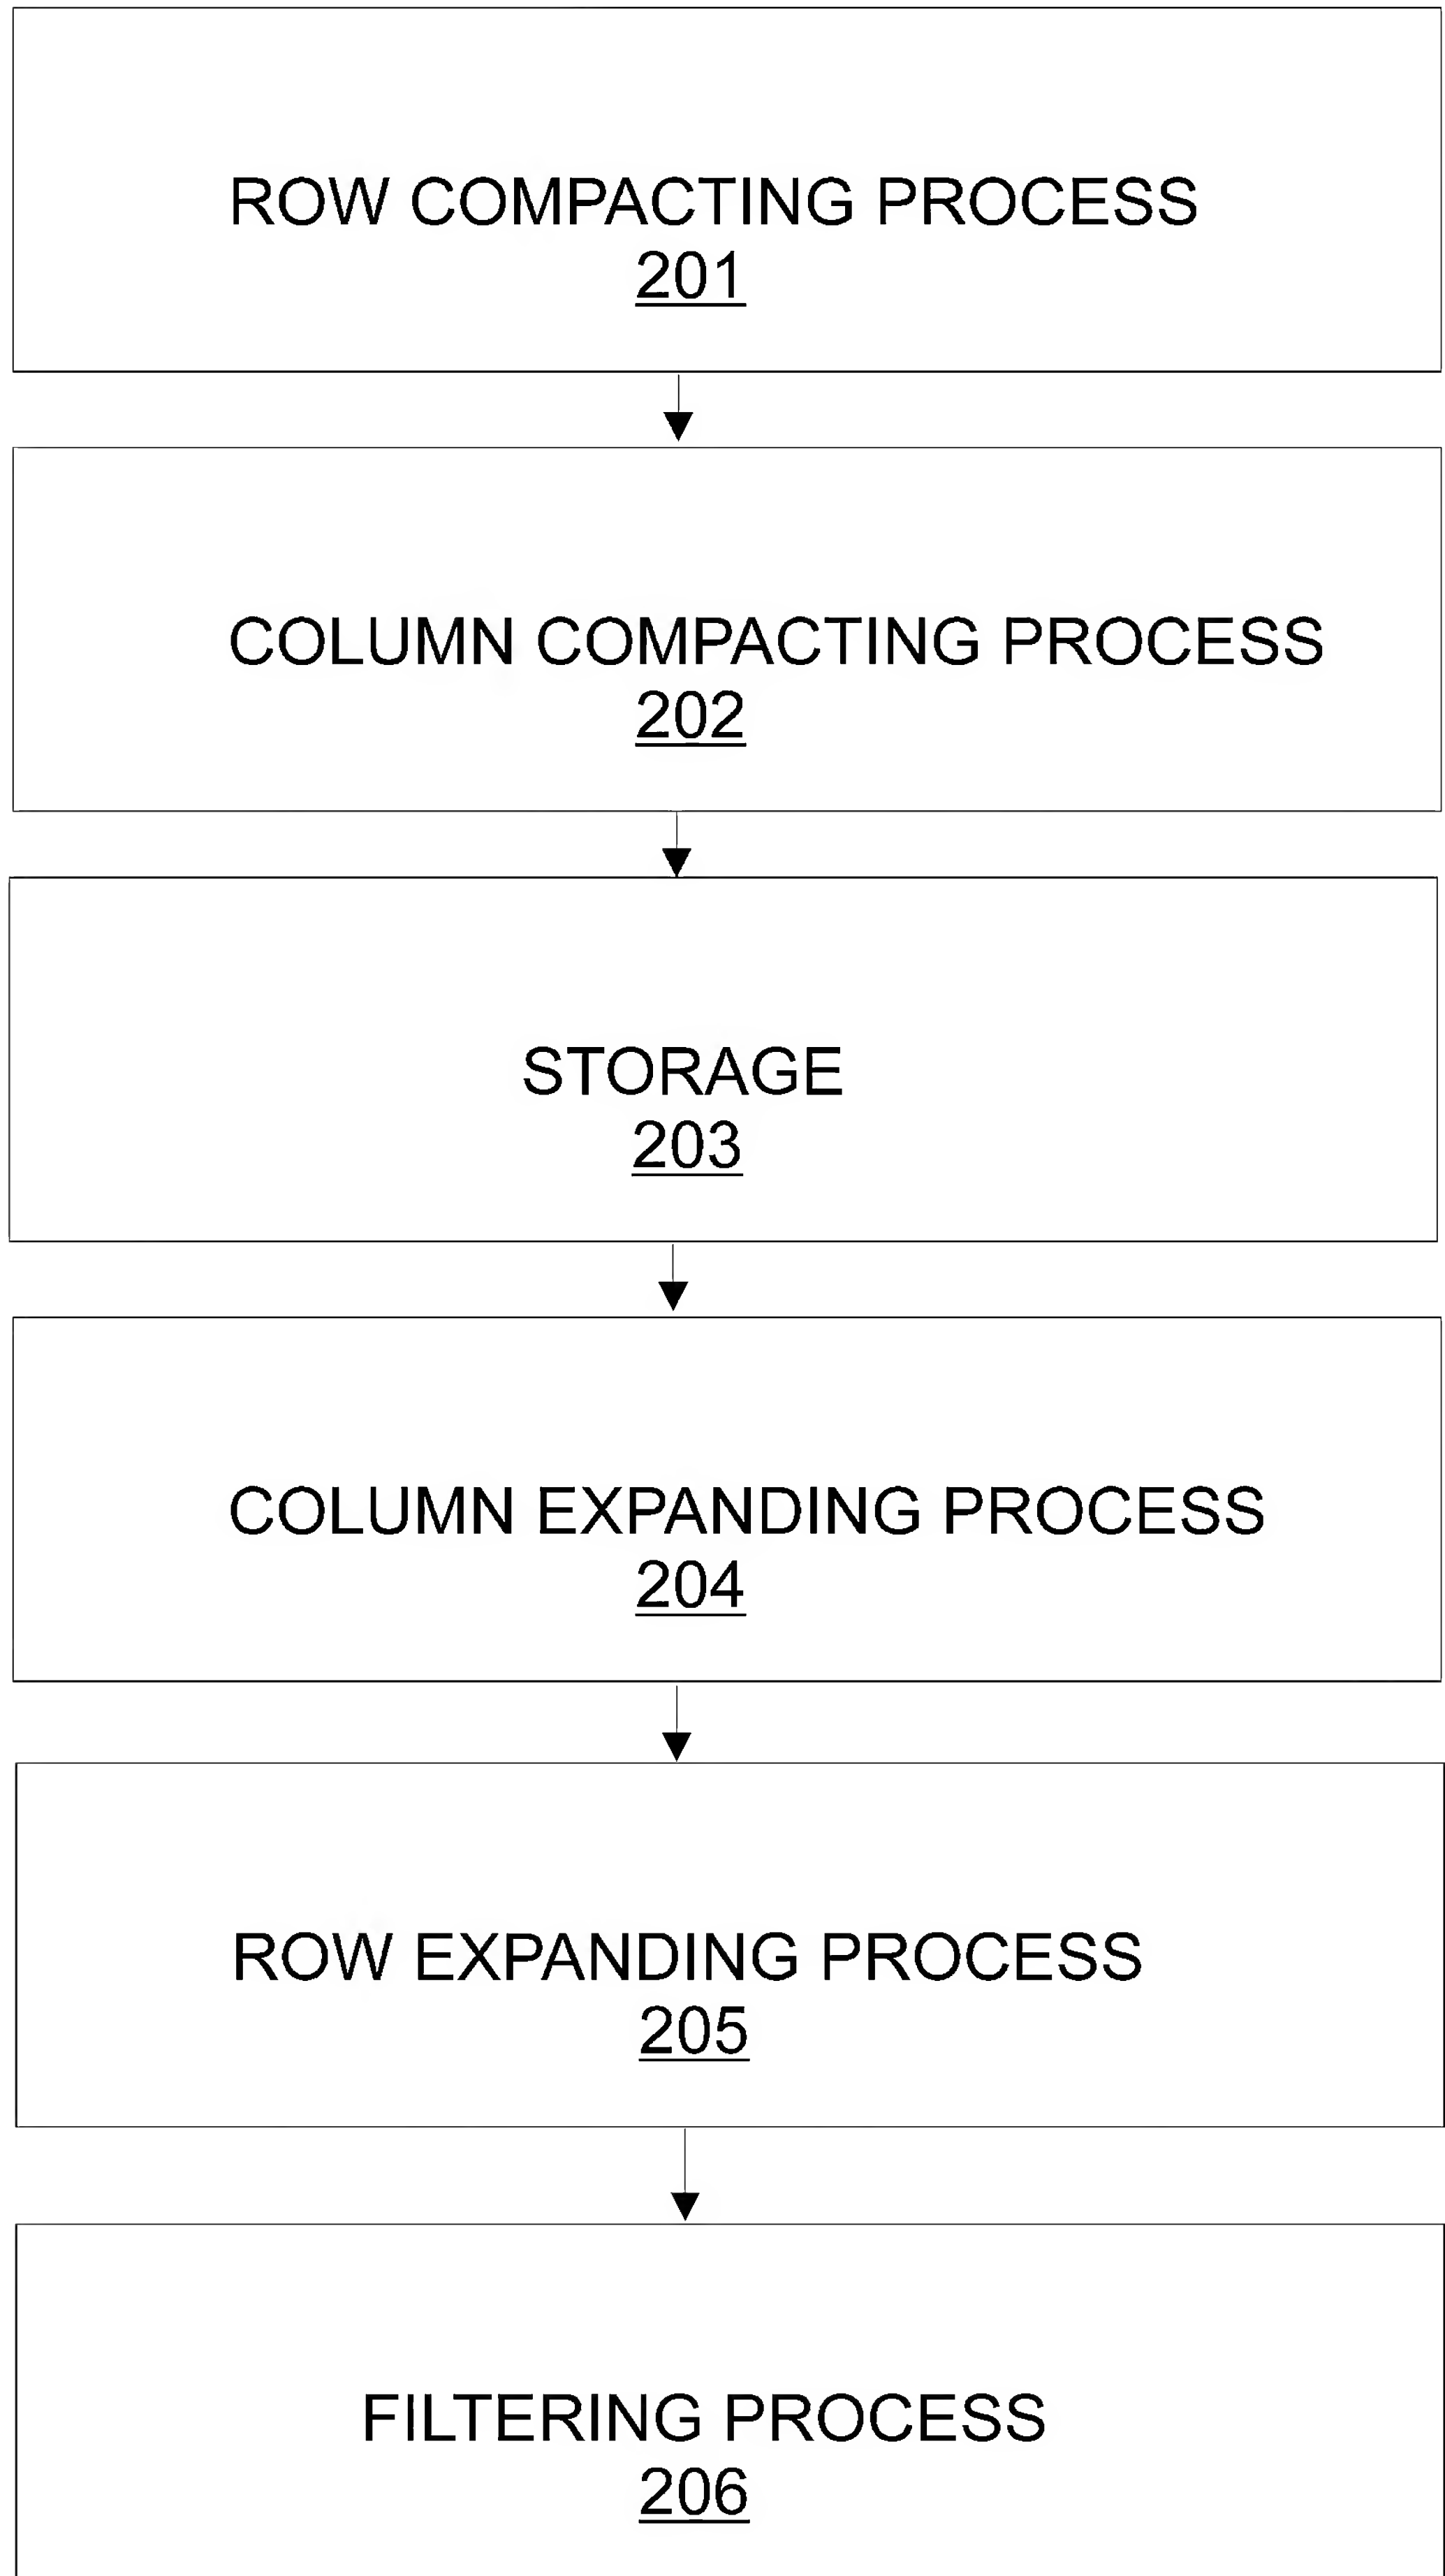 ROW COMPACTING PROCESS
201
COLUMN COMPACTING PROCESS
202
STORAGE
203
COLUMN EXPANDING PROCESS
204
ROW EXPANDING PROCESS
205
FILTERING PROCESS
206